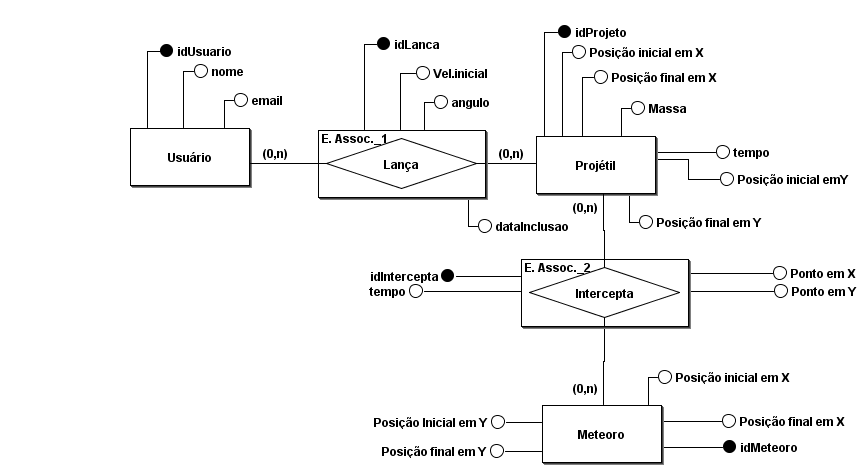 idProjeto
idLanca
idUsuario
Posição inicial em X
nome
Vel.inicial
Posição final em X
email
angulo
Massa
E. Assoc._1
Usuário
(0,n)
Lança
(0,n)
Projétil
tempo
Posição inicial emY
(0,n)
dataInclusao
Posição final em Y
E. Assoc._2
idIntercepta
Ponto em X
tempo
Intercepta
Ponto em Y
(0,n)
Posição inicial em X
Posição Inicial em Y
Posição final em X
Meteoro
Posição final em Y
idMeteoro